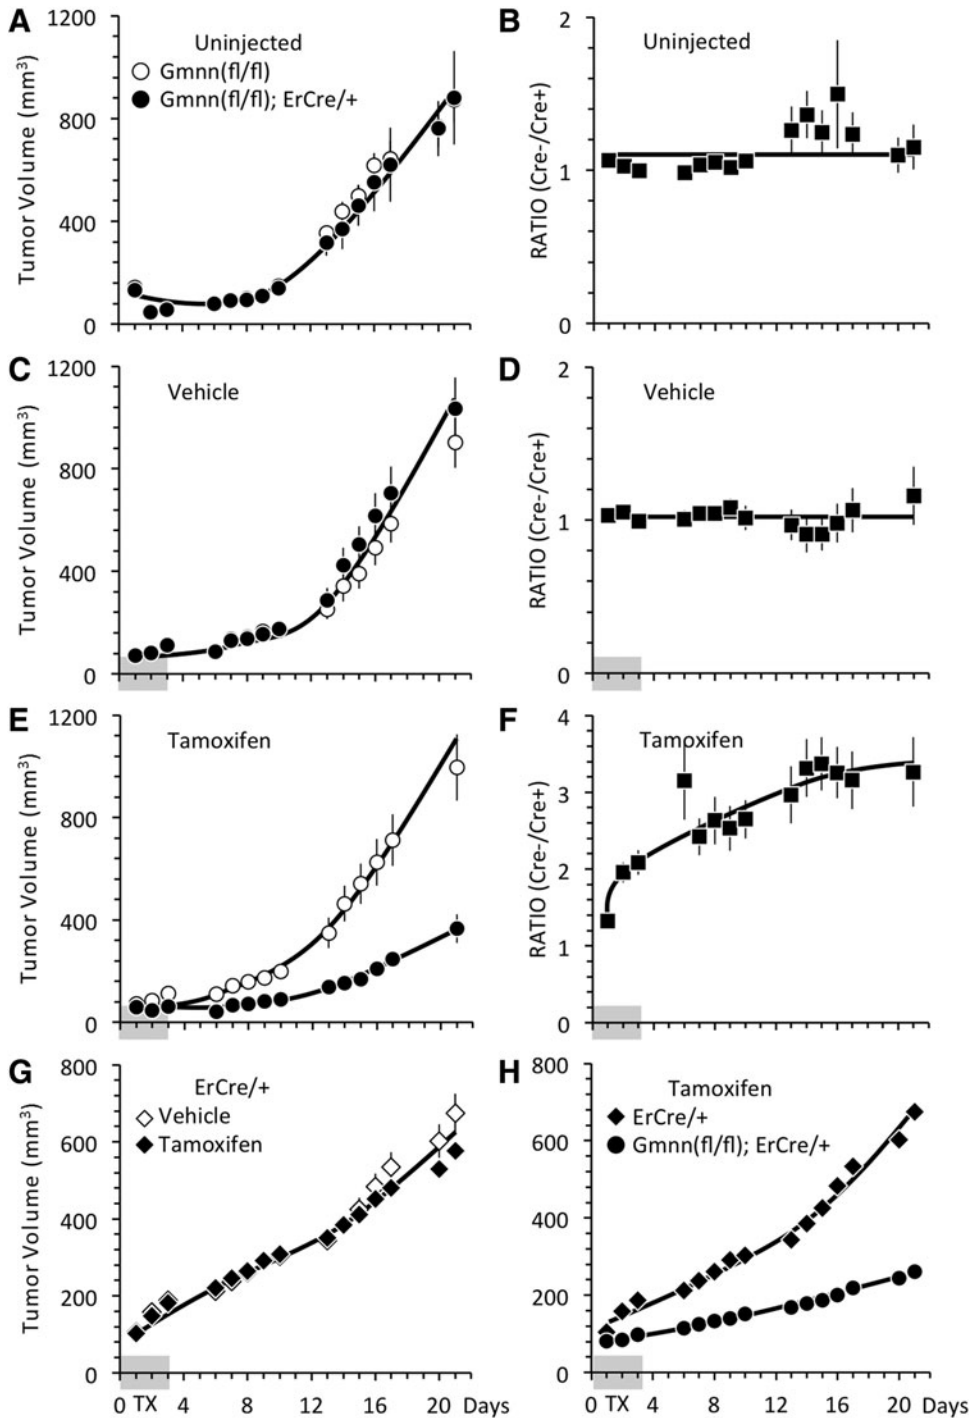 A
1200
800
400
0
Tumor Volume (mm³)
Uninjected
Gmnn(fl/fl)
Gmnn(fl/fl); ErCre/+
B
2
1
0
RATIO (Cre-/Cre+)
Uninjected
C
1200
800
400
0
Tumor Volume (mm³)
Vehicle
D
2
1
0
RATIO (Cre-/Cre+)
Vehicle
E
1200
800
400
0
Tumor Volume (mm³)
Tamoxifen
F
4
3
2
1
0
RATIO (Cre-/Cre+)
Tamoxifen
G
800
600
400
200
0
Tumor Volume (mm³)
ErCre/+
Vehicle
Tamoxifen
0 TX 4 8 12 16 20 Days
H
800
600
400
200
0
Tamoxifen
ErCre/+
Gmnn(fl/fl); ErCre/+
0 TX 4 8 12 16 20 Days